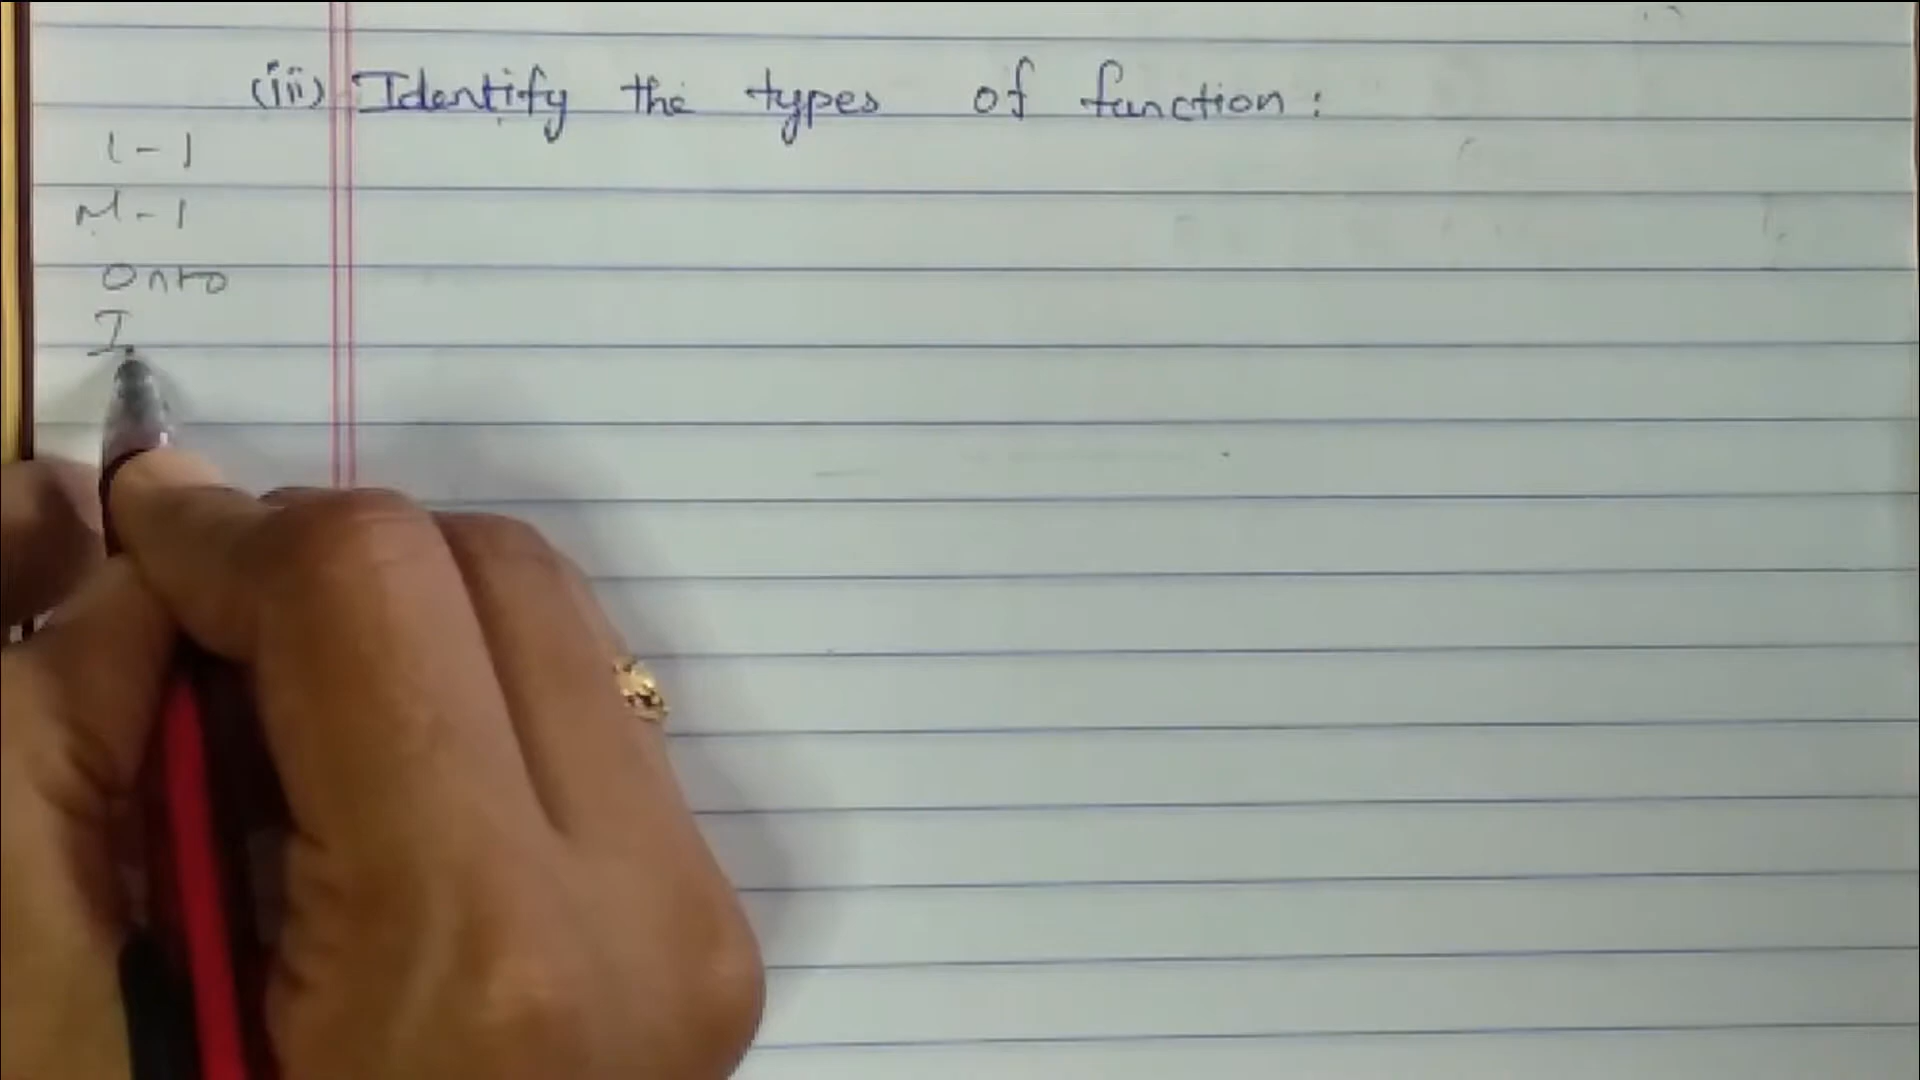 (iii) Identify the types of function:
1-1
M-1
Onto
I